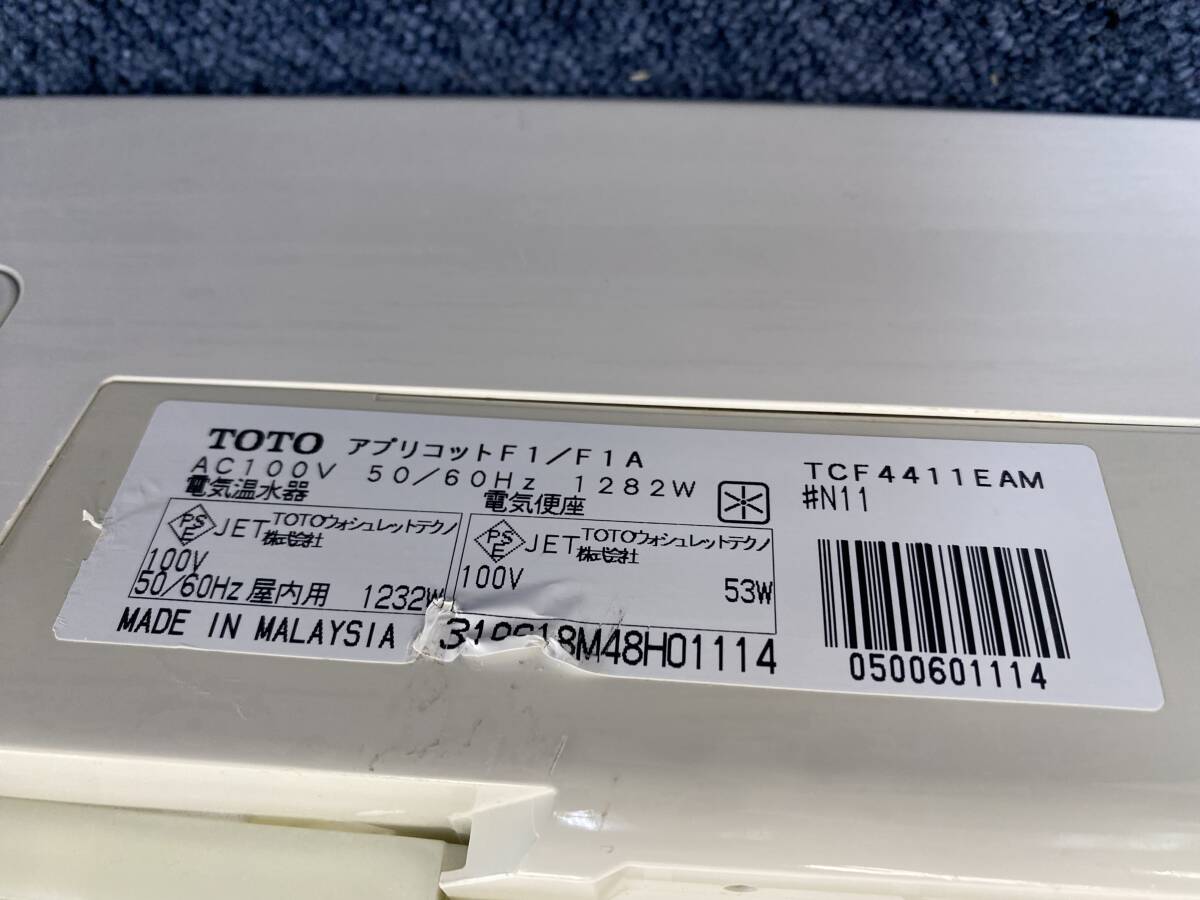 TOTO アプリコットF1/F1A
AC100V 50/60Hz 1282W
電気温水器
PSE JET TOTOウォシュレットテクノ株式会社
100V
50/60Hz 屋内用 1232W
電気便座
PSE JET TOTOウォシュレットテクノ株式会社
100V 53W
MADE IN MALAYSIA
8M48H01114
TCF4411EAM
#N11
0500601114